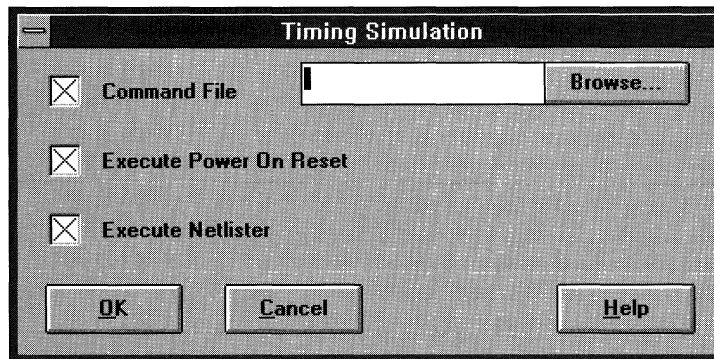 Timing Simulation
Command File
Browse...
Execute Power On Reset
Execute Netlister
OK
Cancel
Help